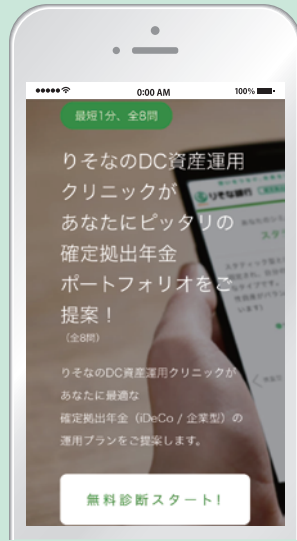 0:00 AM
100%
最短1分、全8問
りそなのDC資産運用
クリニックが
あなたにピッタリの
確定拠出年金
ポートフォリオをご
提案！
（全8問）
りそなのDC資産運用クリニックが
あなたに最適な
確定拠出年金（iDeCo / 企業型）の
運用プランをご提案します。
無料診断スタート!
りそな銀行